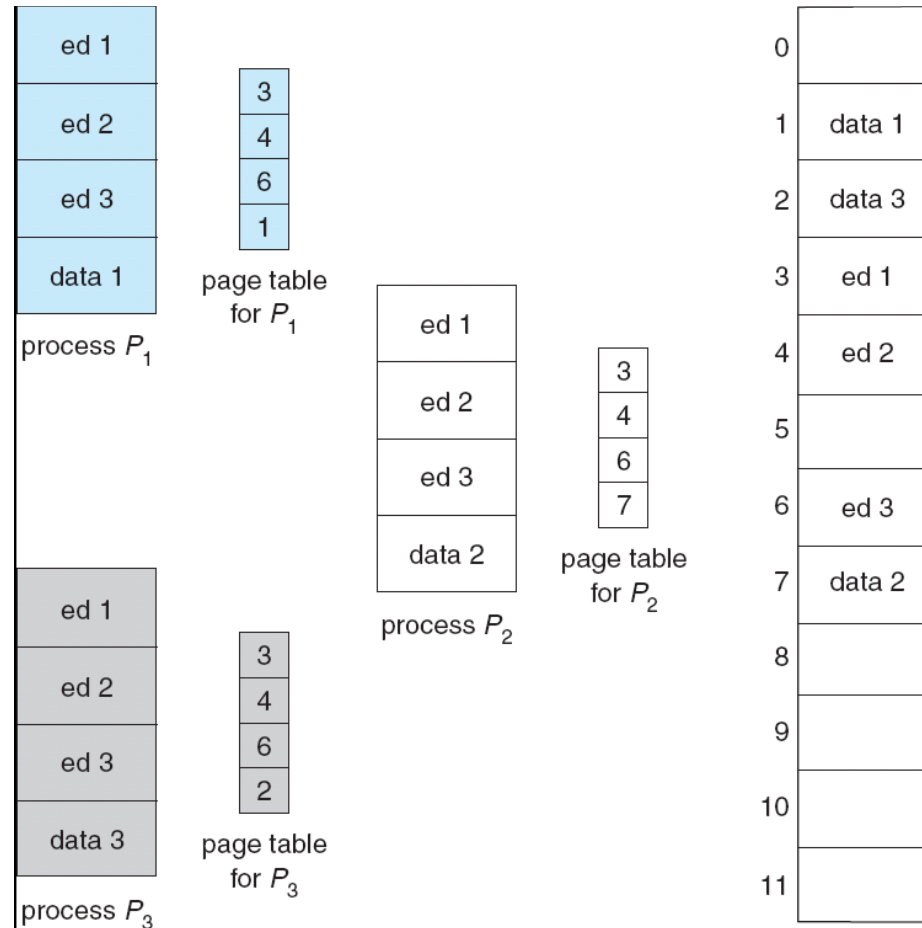 ed 1
ed 2
ed 3
data 1
process P1
3
4
6
1
page table
for P1
ed 1
ed 2
ed 3
data 2
process P2
3
4
6
7
page table
for P2
ed 1
ed 2
ed 3
data 3
process P3
3
4
6
2
page table
for P3
0
1 data 1
2 data 3
3 ed 1
4 ed 2
5
6 ed 3
7 data 2
8
9
10
11